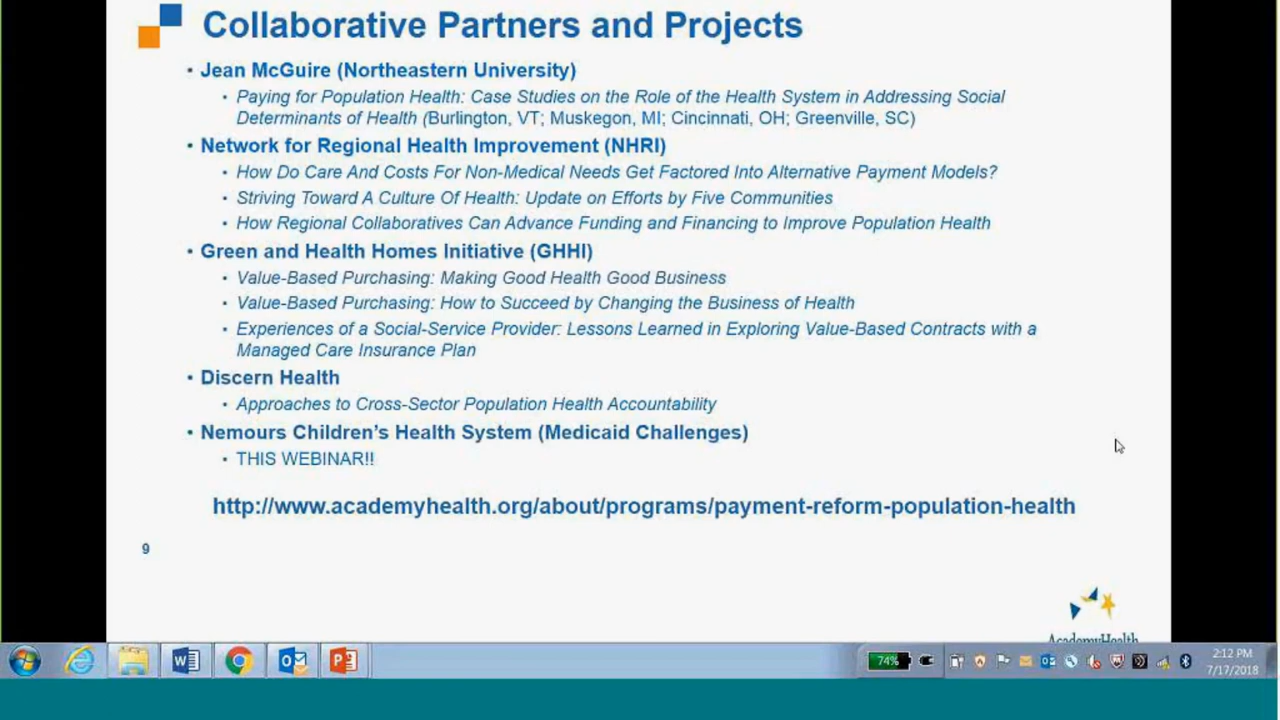 Collaborative Partners and Projects
• Jean McGuire (Northeastern University)
• Paying for Population Health: Case Studies on the Role of the Health System in Addressing Social
Determinants of Health (Burlington, VT; Muskegon, MI; Cincinnati, OH; Greenville, SC)
• Network for Regional Health Improvement (NHRI)
• How Do Care And Costs For Non-Medical Needs Get Factored Into Alternative Payment Models?
• Striving Toward A Culture Of Health: Update on Efforts by Five Communities
• How Regional Collaboratives Can Advance Funding and Financing to Improve Population Health
• Green and Health Homes Initiative (GHHI)
• Value-Based Purchasing: Making Good Health Good Business
• Value-Based Purchasing: How to Succeed by Changing the Business of Health
• Experiences of a Social-Service Provider: Lessons Learned in Exploring Value-Based Contracts with a
Managed Care Insurance Plan
• Discern Health
• Approaches to Cross-Sector Population Health Accountability
• Nemours Children's Health System (Medicaid Challenges)
• THIS WEBINAR!!
http://www.academyhealth.org/about/programs/payment-reform-population-health
9
AcademyHealth
74%
2:12 PM
7/17/2018